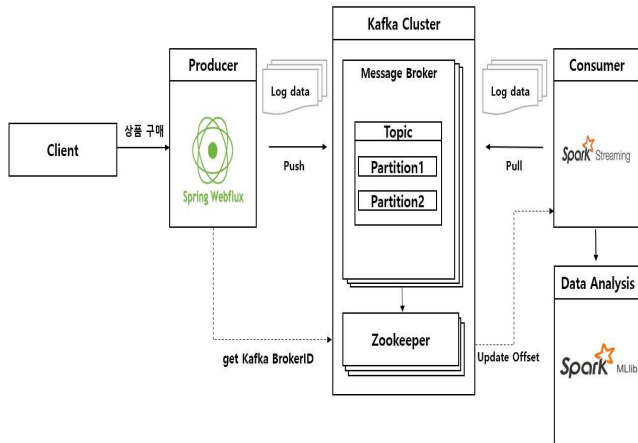 Kafka Cluster
Producer
Log data
Message Broker
Log data
Consumer
Client
상품 구매
Spring Webflux
Push
Topic
Partition1
Partition2
Pull
Spark Streaming
Data Analysis
get Kafka BrokerID
Zookeeper
Update Offset
Spark MLlib